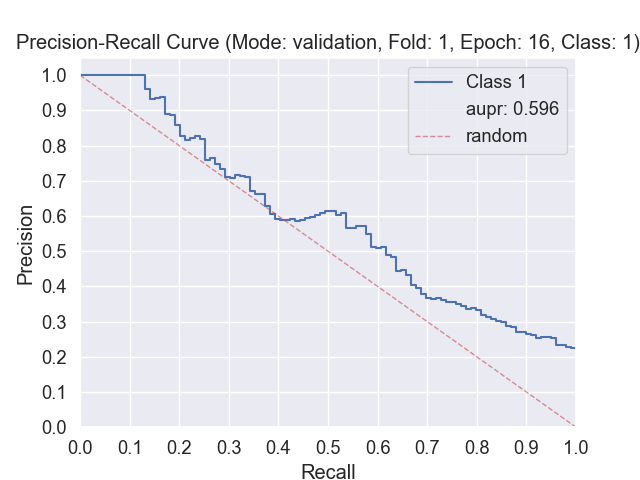 Precision-Recall Curve (Mode: validation, Fold: 1, Epoch: 16, Class: 1)
Class 1
aupr: 0.596
random
Precision
1.0
0.9
0.8
0.7
0.6
0.5
0.4
0.3
0.2
0.1
0.0
0.0 0.1 0.2 0.3 0.4 0.5 0.6 0.7 0.8 0.9 1.0
Recall